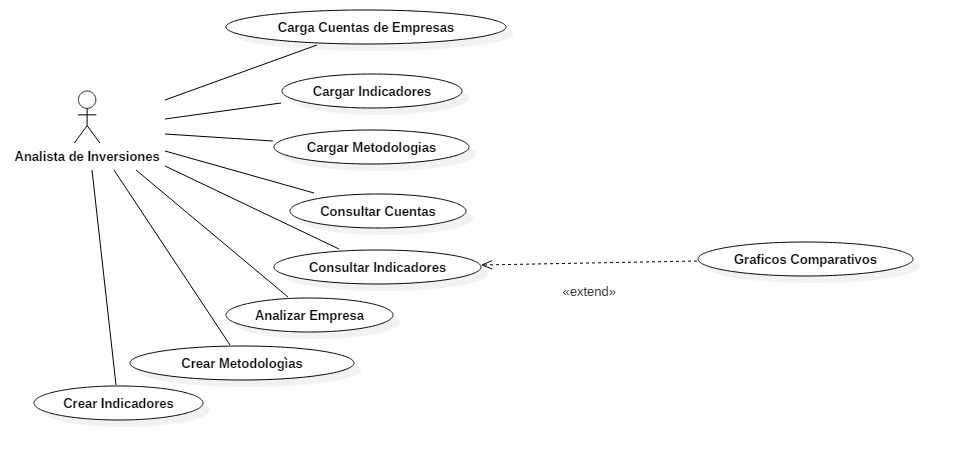 Carga Cuentas de Empresas
Cargar Indicadores
Cargar Metodologias
Analista de Inversiones
Consultar Cuentas
Consultar Indicadores
Graficos Comparativos
«extend»
Analizar Empresa
Crear Metodologìas
Crear Indicadores